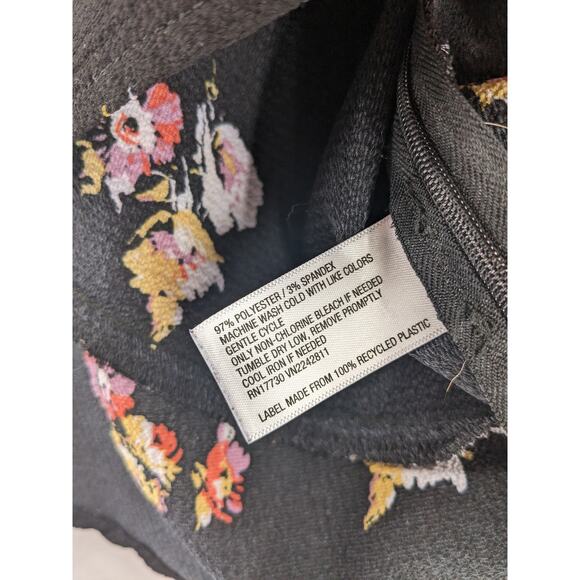 97% POLYESTER / 3% SPANDEX
MACHINE WASH COLD WITH LIKE COLORS
GENTLE CYCLE
ONLY NON-CHLORINE BLEACH IF NEEDED
TUMBLE DRY LOW, REMOVE PROMPTLY
COOL IRON IF NEEDED
RN17730 VN2242811
LABEL MADE FROM 100% RECYCLED PLASTIC